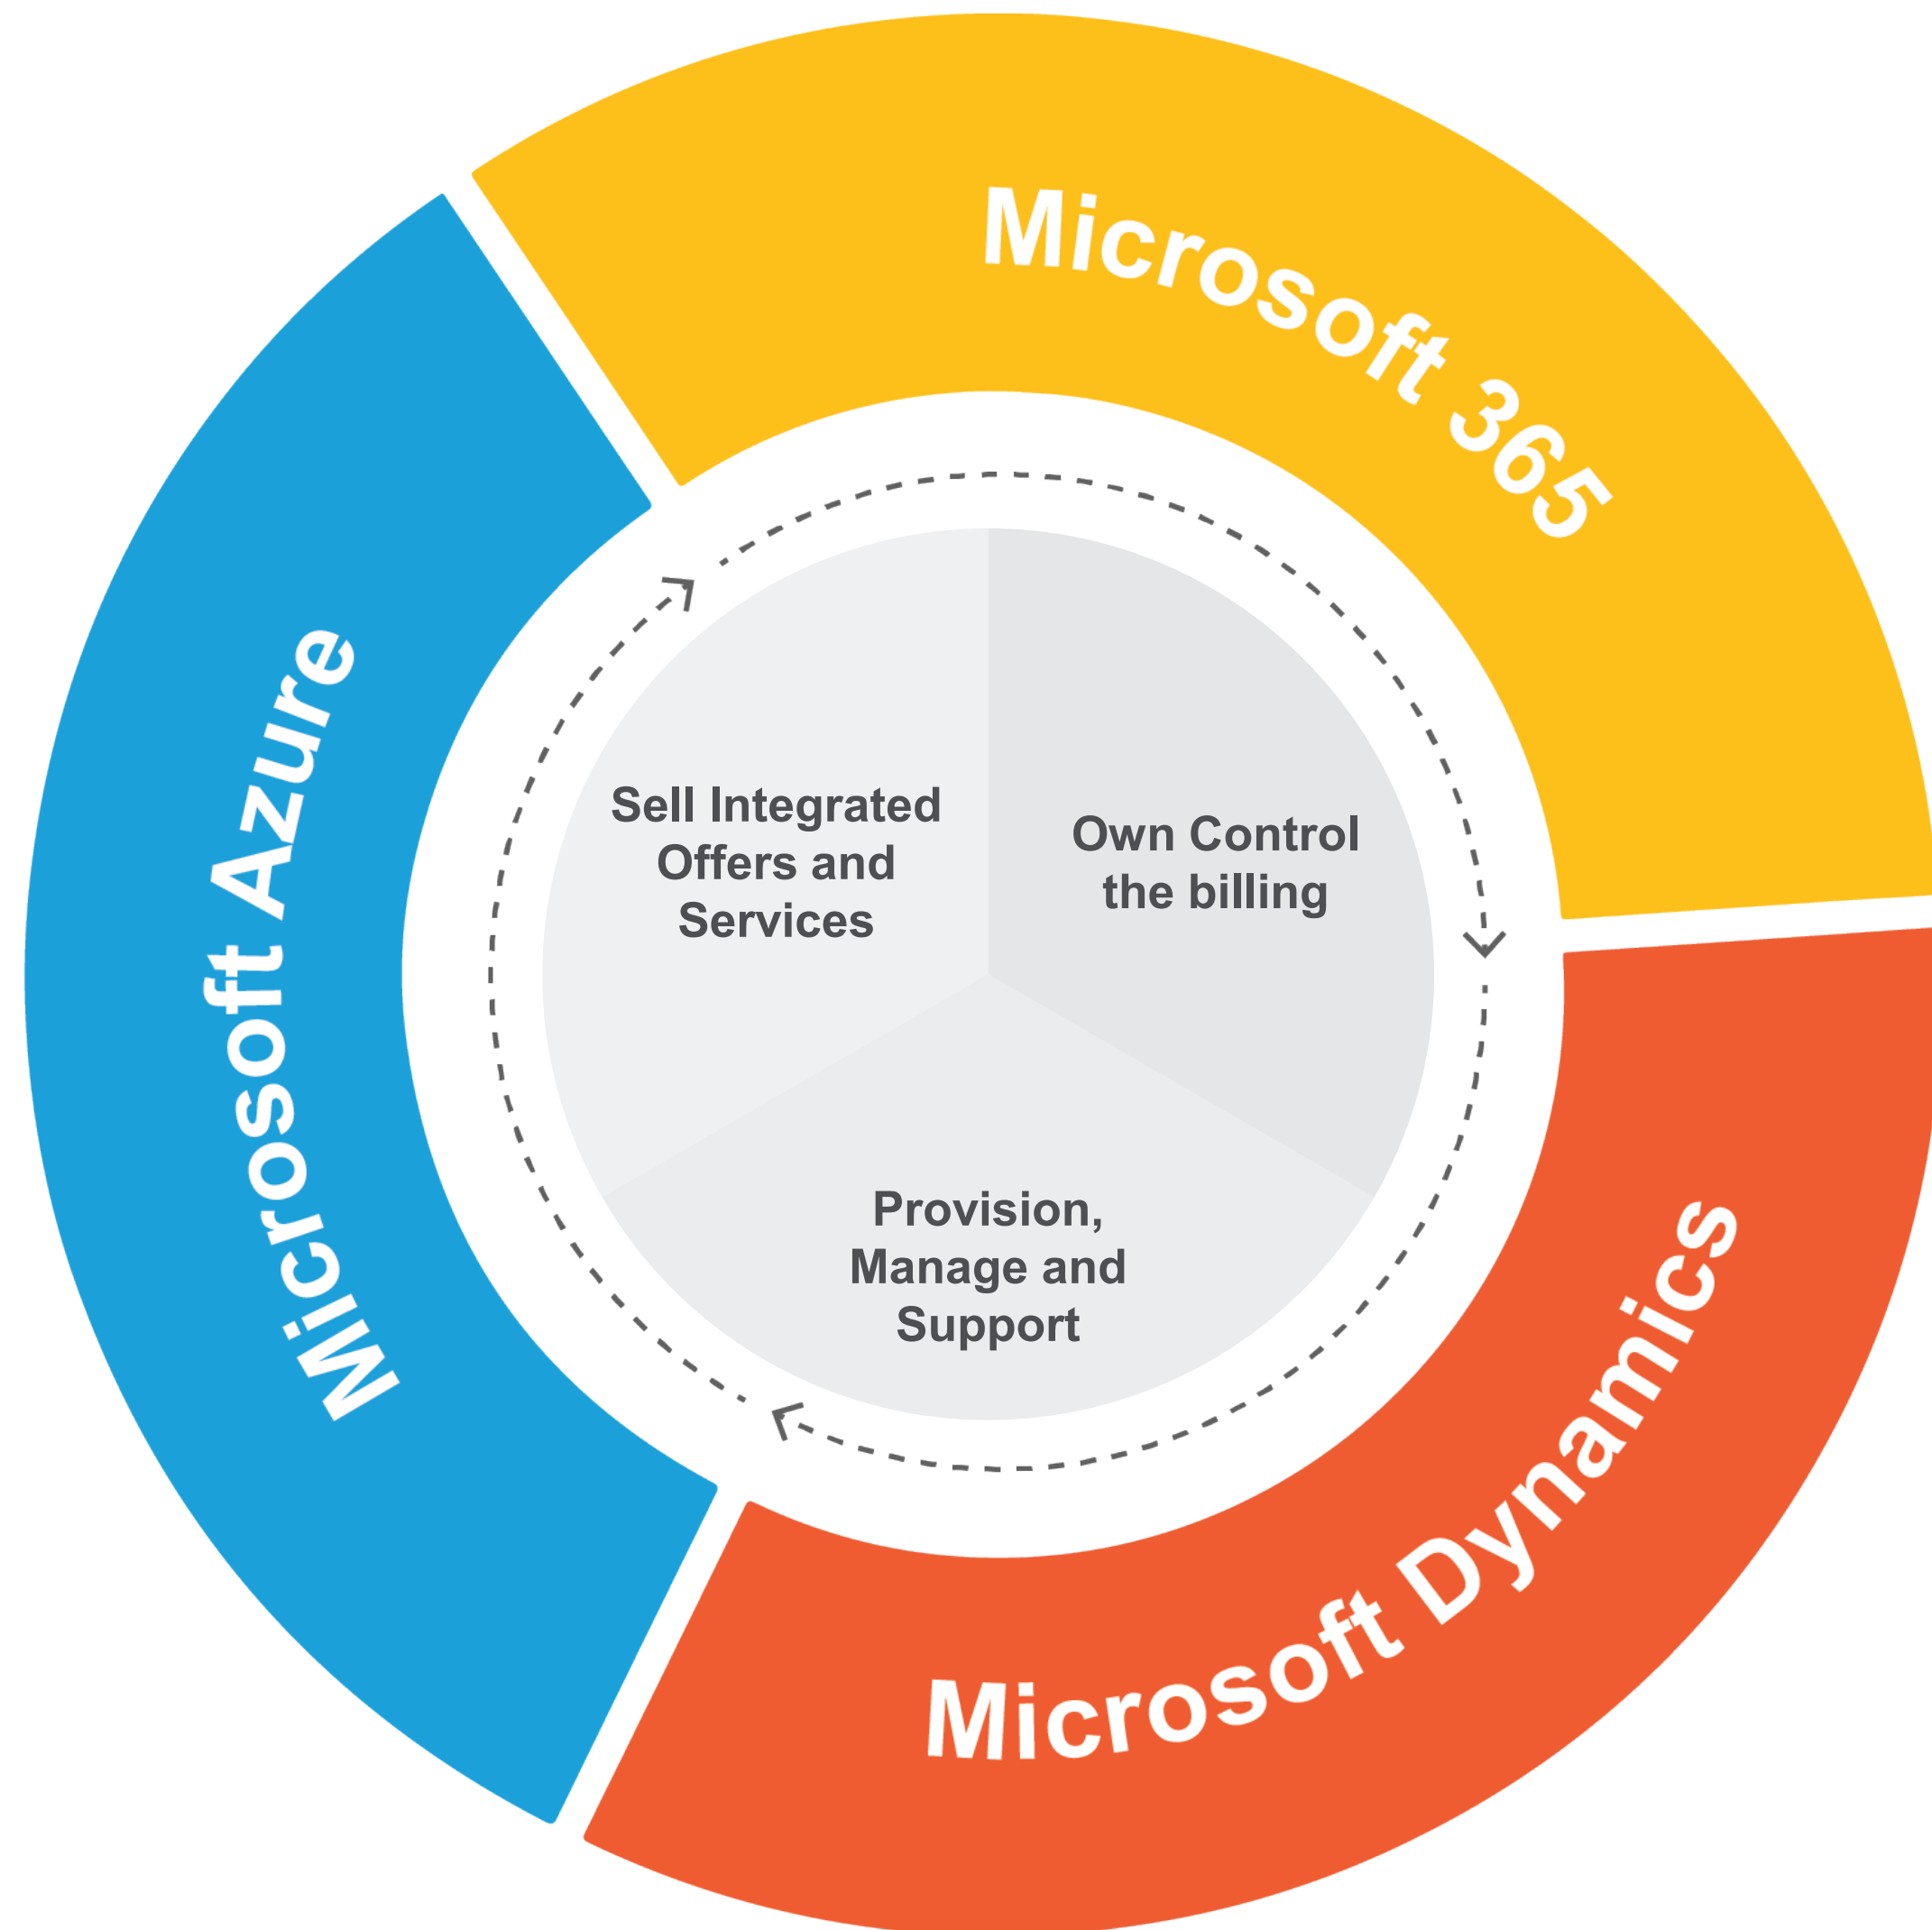 Microsoft 365
Microsoft Azure
Sell Integrated
Offers and
Services
Own Control
the billing
Provision,
Manage and
Support
Microsoft Dynamics